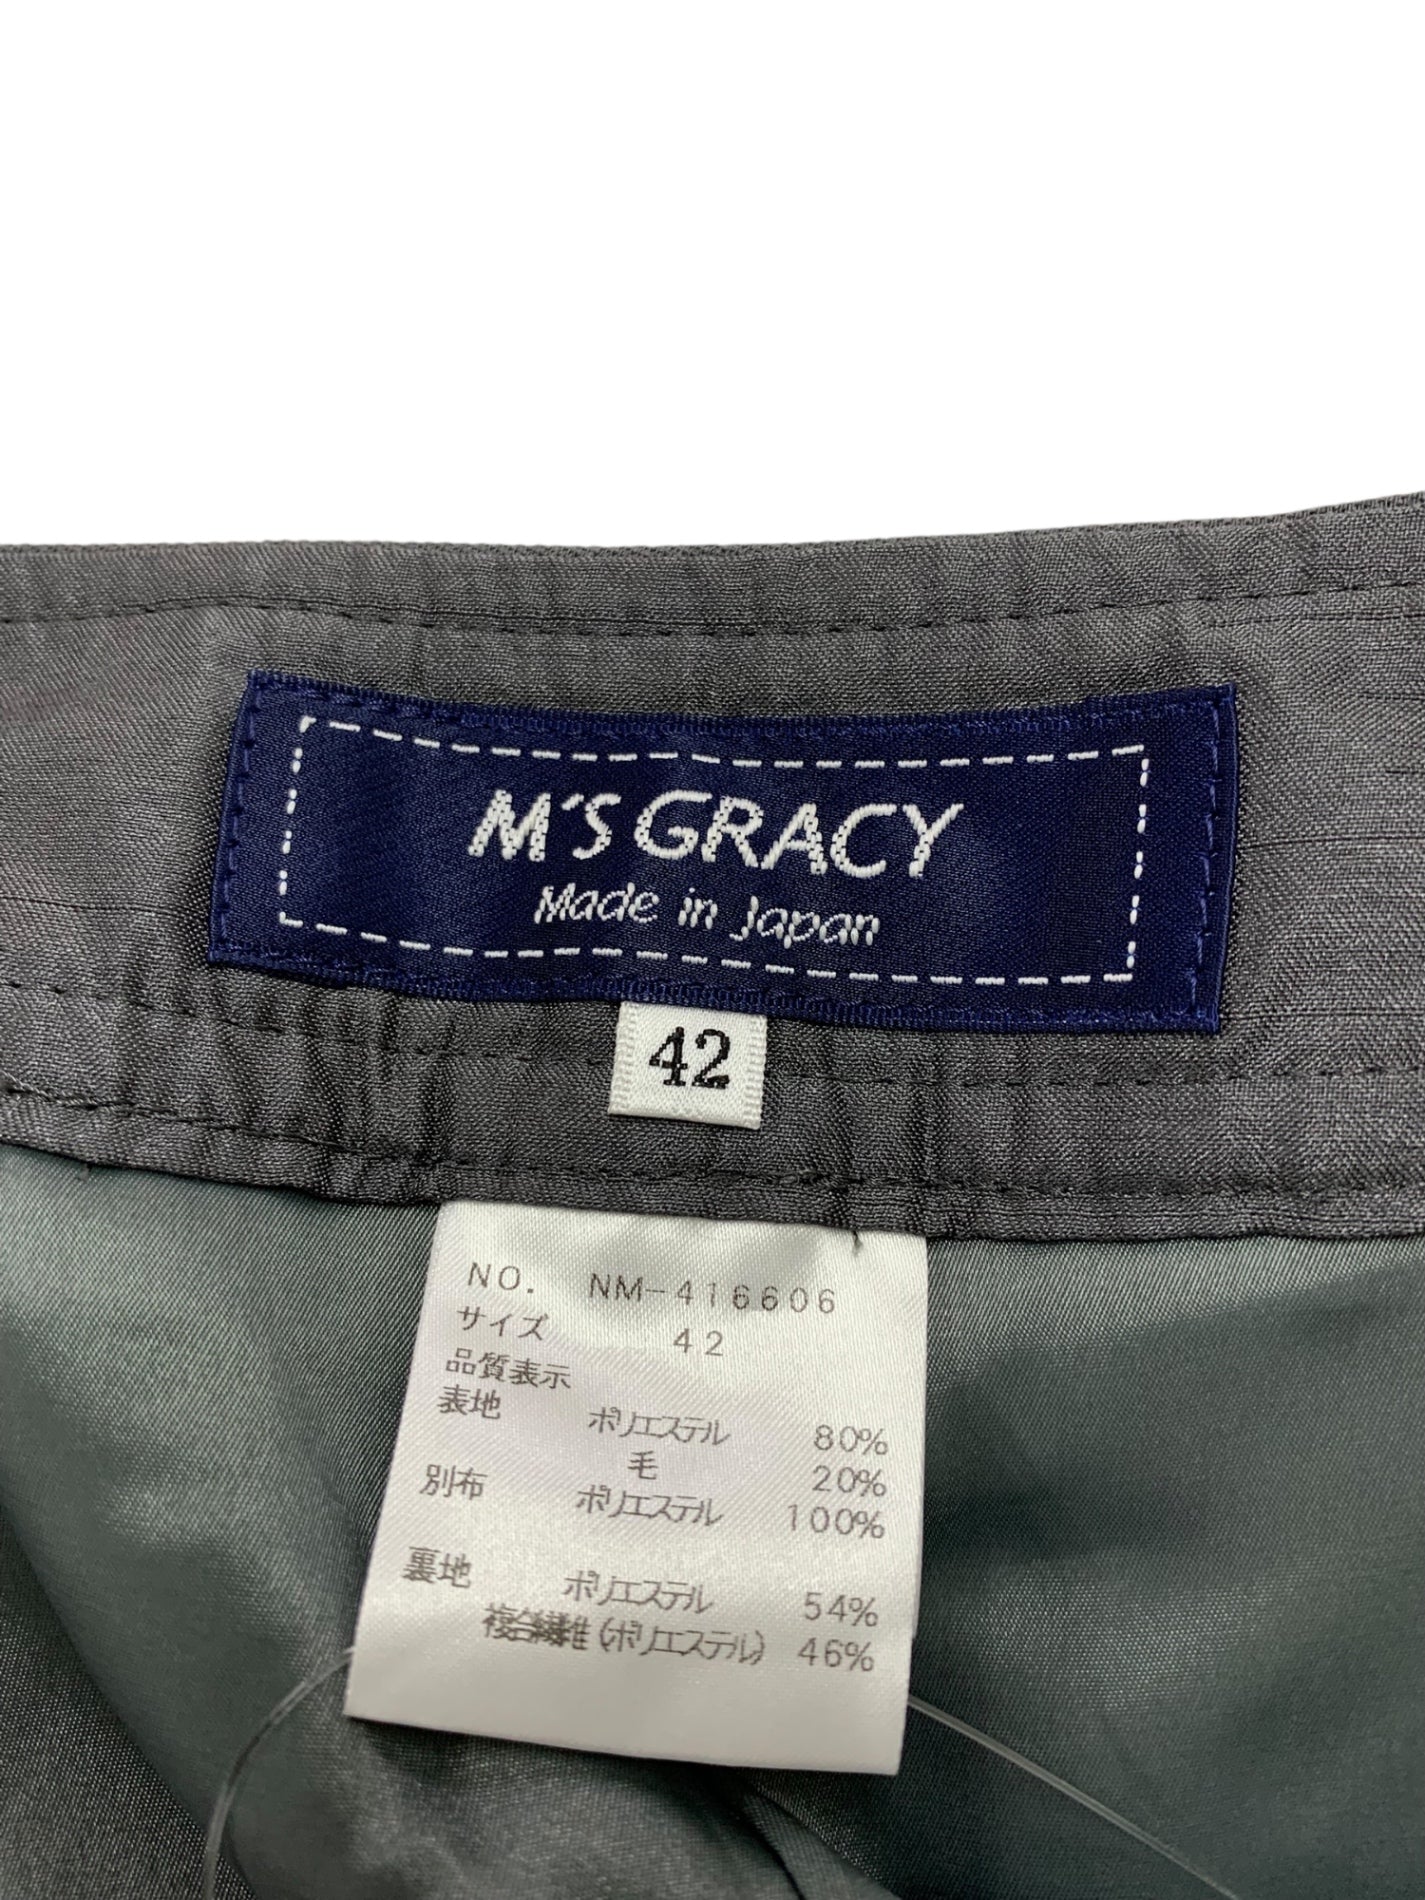 M'S GRACY
Made in Japan
42
NO. NM-416606
サイズ 42
品質表示
表地 ポリエステル 80%
毛 20%
別布 ポリエステル 100%
裏地 ポリエステル 54%
複合繊維(ポリエステル) 46%